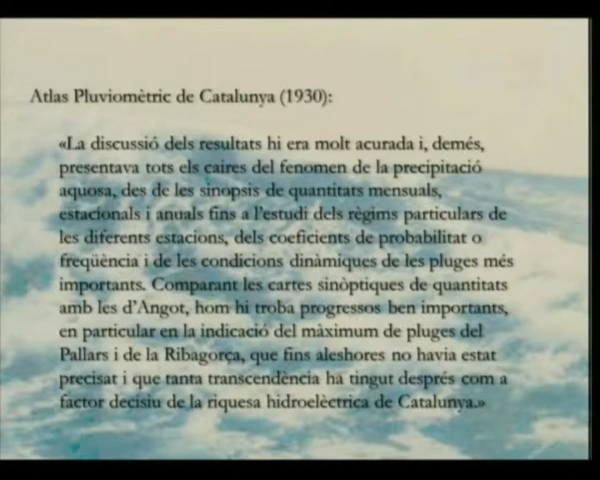 Atlas Pluviomètric de Catalunya (1930):
«La discussió dels resultats hi era molt acurada i, demés,
presentava tots els caires del fenomen de la precipitació
aquosa, des de les sinopsis de quantitats mensuals,
estacionals i anuals fins a l'estudi dels règims particulars de
les diferents estacions, dels coeficients de probabilitat o
freqüència i de les condicions dinàmiques de les pluges més
importants. Comparant les cartes sinòptiques de quantitats
amb les d'Angot, hom hi troba progressos ben importants,
en particular en la indicació del màximum de pluges del
Pallars i de la Ribagorça, que fins aleshores no havia estat
precisat i que tanta transcendència ha tingut després com a
factor decisiu de la riquesa hidroelèctrica de Catalunya.»